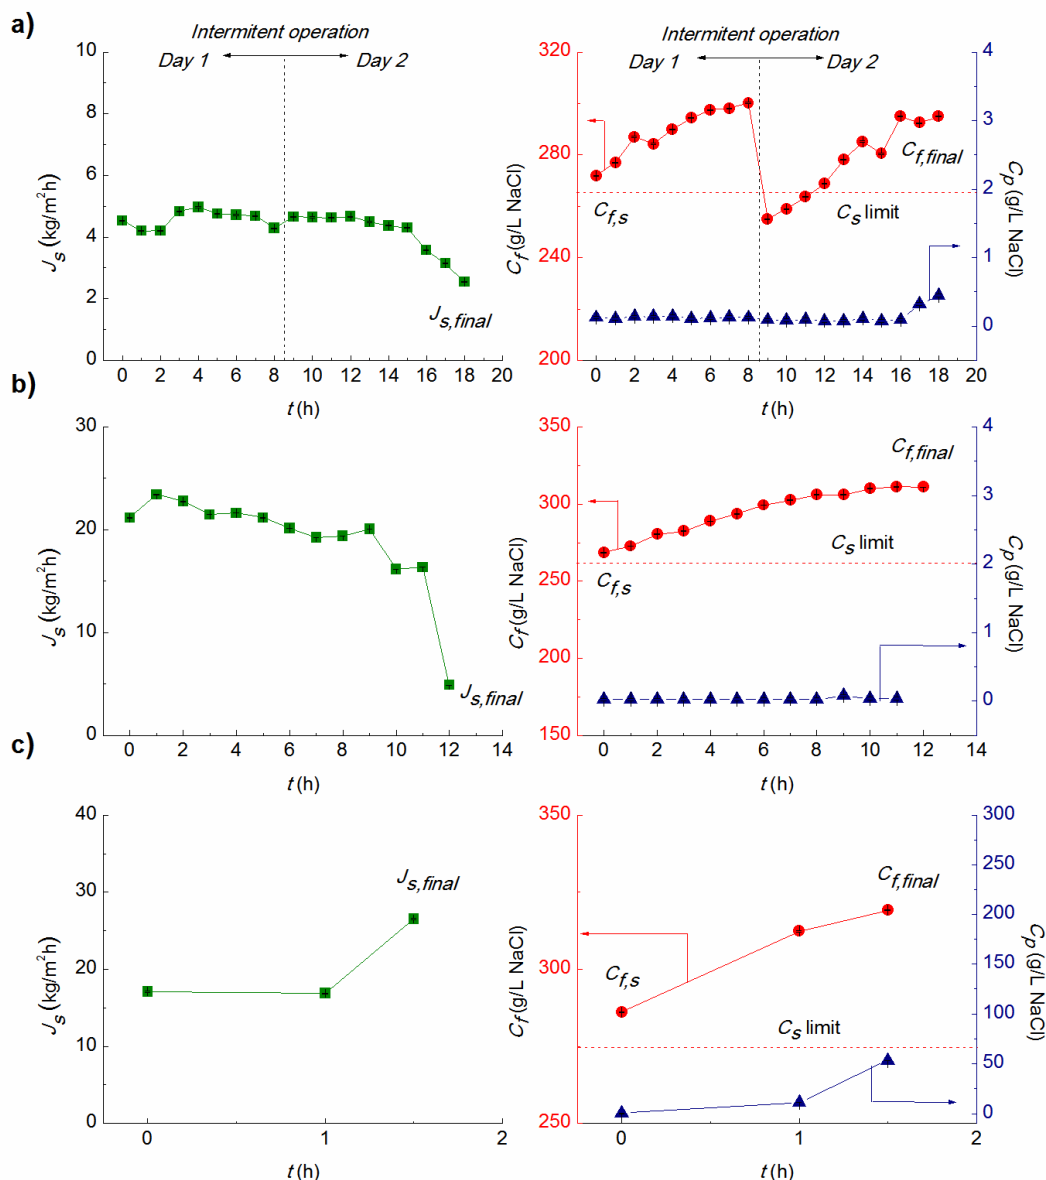 a)
Intermitent operation
Day 1 Day 2
10
8
6
4
2
0
J_s (kg/m²h)
J_s,final
0 2 4 6 8 10 12 14 16 18 20
t (h)
Intermitent operation
Day 1 Day 2
320
280
240
200
C_f (g/L NaCl)
C_f,s
C_f,final
C_s limit
4
3
2
1
0
C_p (g/L NaCl)
0 2 4 6 8 10 12 14 16 18 20
t (h)
b)
30
20
10
0
J_s (kg/m²h)
J_s,final
0 2 4 6 8 10 12 14
t (h)
350
300
250
200
150
C_f (g/L NaCl)
C_f,final
C_s limit
C_f,s
4
3
2
1
0
C_p (g/L NaCl)
0 2 4 6 8 10 12 14
t (h)
c)
40
30
20
10
0
J_s (kg/m²h)
J_s,final
0 1 2
t (h)
350
300
250
C_f (g/L NaCl)
C_f,final
C_f,s
C_s limit
300
250
200
150
100
50
0
C_p (g/L NaCl)
0 1 2
t (h)